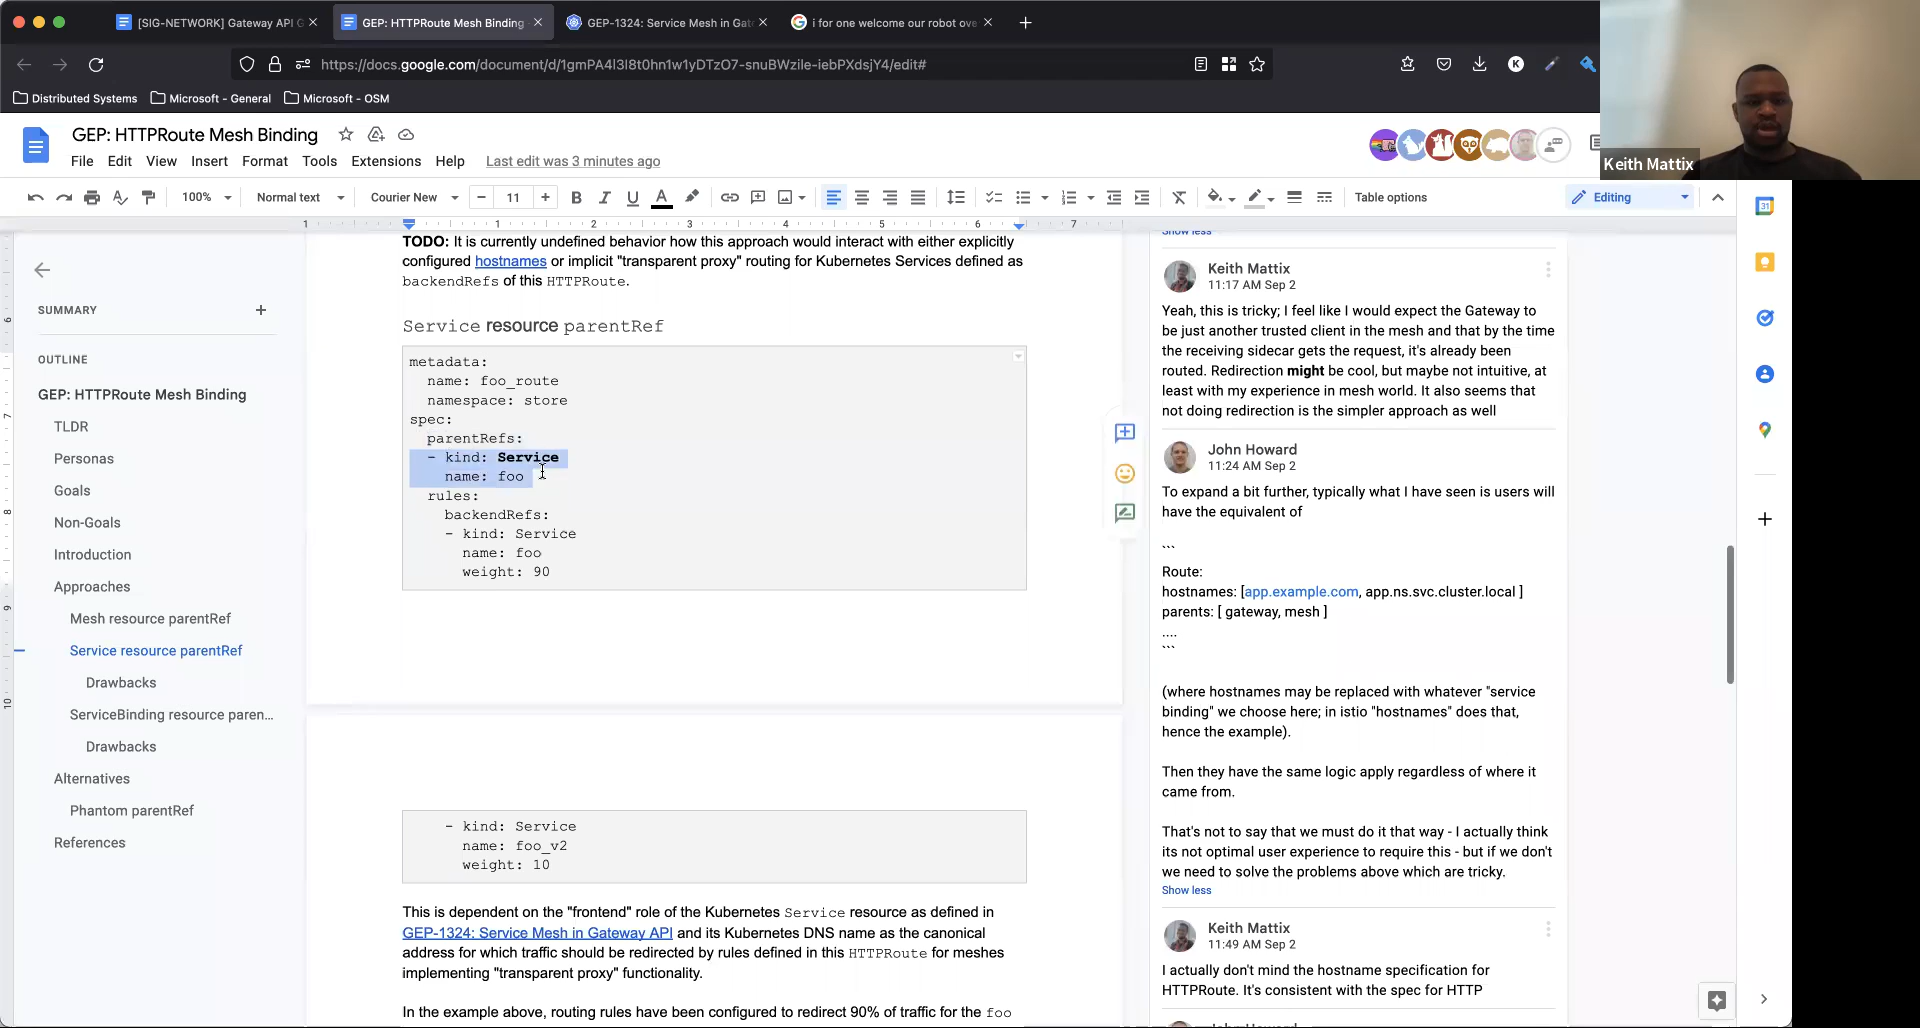 [SIG-NETWORK] Gateway API G
GEP: HTTPRoute Mesh Binding
GEP-1324: Service Mesh in Gat
i for one welcome our robot ove
https://docs.google.com/document/d/1gmPA4l3l8t0hn1w1yDTzO7-snuBWzile-iebPXdsjY4/edit#
Distributed Systems
Microsoft - General
Microsoft - OSM
Keith Mattix
GEP: HTTPRoute Mesh Binding
File Edit View Insert Format Tools Extensions Help Last edit was 3 minutes ago
100% Normal text Courier New 11 Table options Editing
1 1 2 3 4 5 6 7
6
7
8
9
10
31
SUMMARY
OUTLINE
GEP: HTTPRoute Mesh Binding
TLDR
Personas
Goals
Non-Goals
Introduction
Approaches
Mesh resource parentRef
Service resource parentRef
Drawbacks
ServiceBinding resource paren...
Drawbacks
Alternatives
Phantom parentRef
References
TODO: It is currently undefined behavior how this approach would interact with either explicitly
configured hostnames or implicit "transparent proxy" routing for Kubernetes Services defined as
backendRefs of this HTTPRoute.
Service resource parentRef
metadata:
name: foo_route
namespace: store
spec:
parentRefs:
- kind: Service
name: foo
rules:
backendRefs:
- kind: Service
name: foo
weight: 90
- kind: Service
name: foo_v2
weight: 10
This is dependent on the "frontend" role of the Kubernetes Service resource as defined in
GEP-1324: Service Mesh in Gateway API and its Kubernetes DNS name as the canonical
address for which traffic should be redirected by rules defined in this HTTPRoute for meshes
implementing "transparent proxy" functionality.
In the example above, routing rules have been configured to redirect 90% of traffic for the foo
Show less
Keith Mattix
11:17 AM Sep 2
Yeah, this is tricky; I feel like I would expect the Gateway to
be just another trusted client in the mesh and that by the time
the receiving sidecar gets the request, it's already been
routed. Redirection might be cool, but maybe not intuitive, at
least with my experience in mesh world. It also seems that
not doing redirection is the simpler approach as well
John Howard
11:24 AM Sep 2
To expand a bit further, typically what I have seen is users will
have the equivalent of
```
Route:
hostnames: [app.example.com, app.ns.svc.cluster.local ]
parents: [ gateway, mesh ]
....
```
(where hostnames may be replaced with whatever "service
binding" we choose here; in istio "hostnames" does that,
hence the example).
Then they have the same logic apply regardless of where it
came from.
That's not to say that we must do it that way - I actually think
its not optimal user experience to require this - but if we don't
we need to solve the problems above which are tricky.
Show less
Keith Mattix
11:49 AM Sep 2
I actually don't mind the hostname specification for
HTTPRoute. It's consistent with the spec for HTTP
John Howard